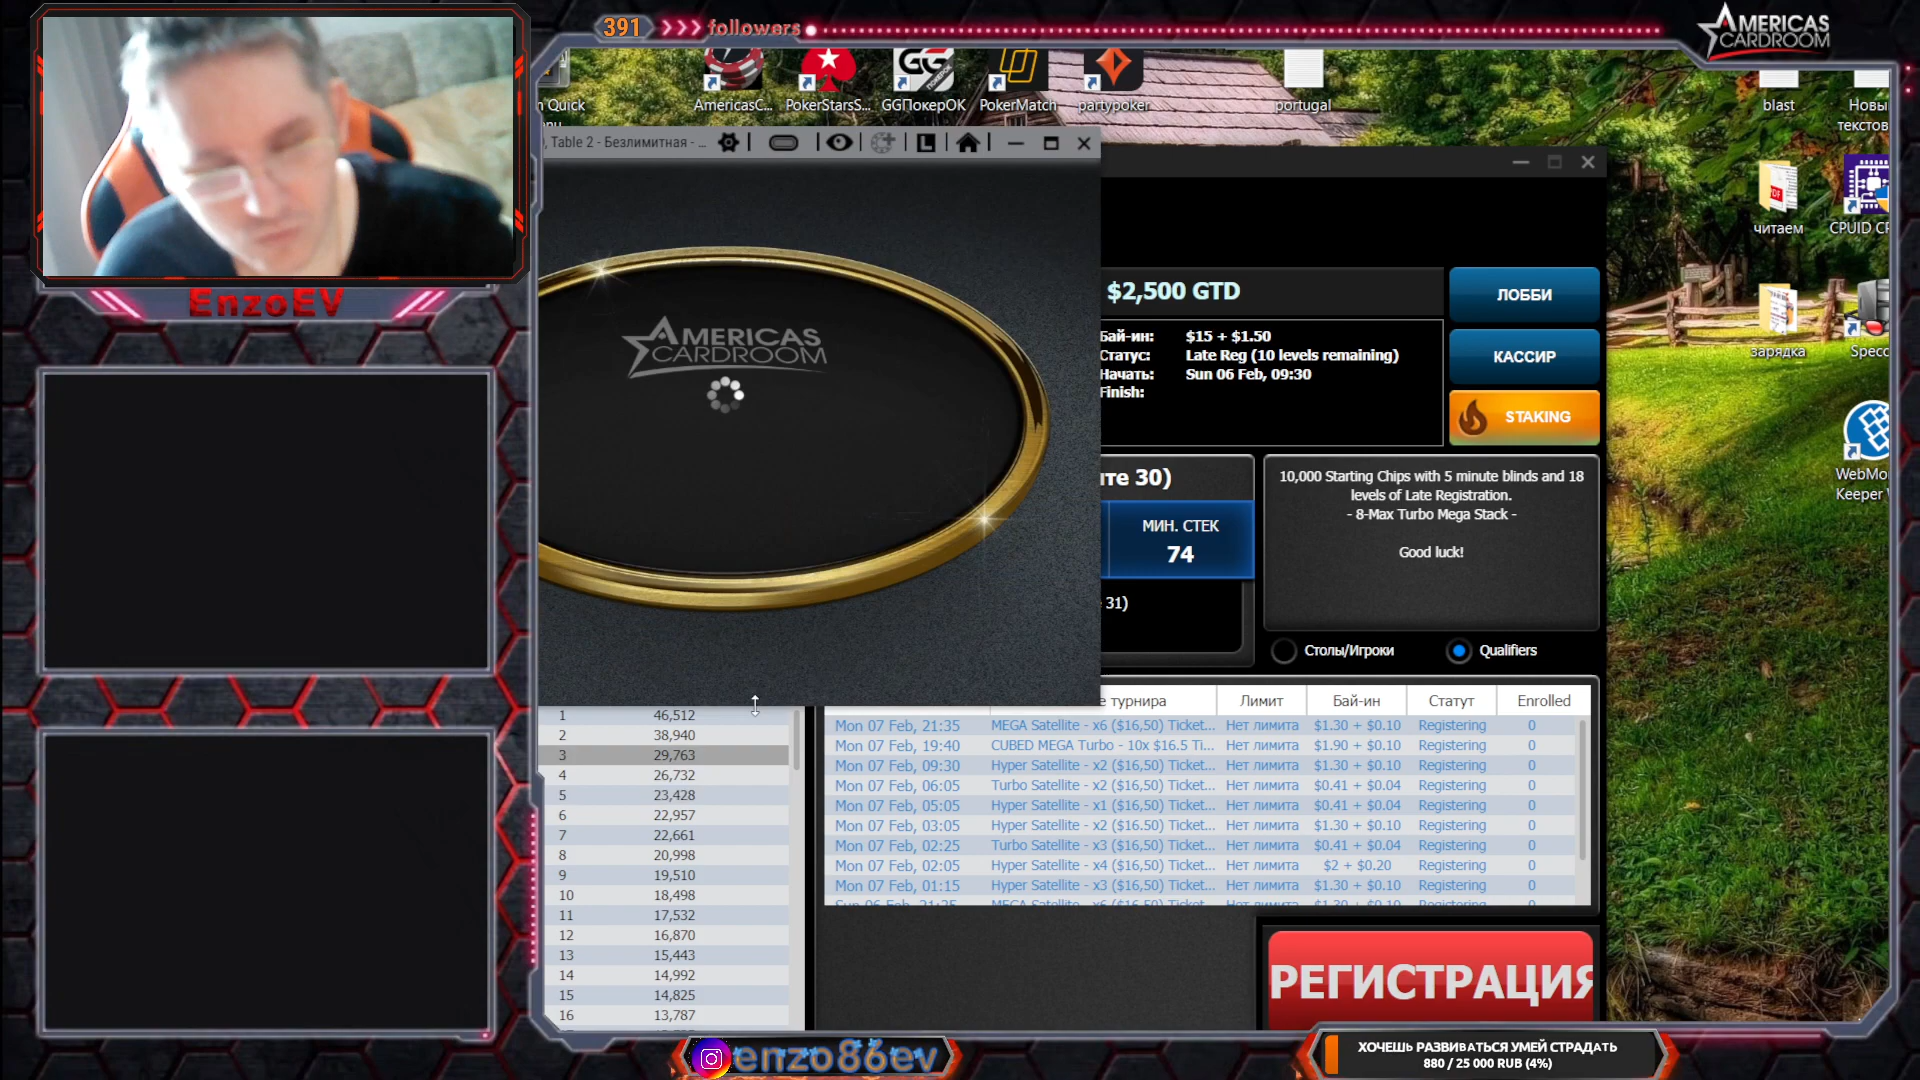 391 >>> followers
AMERICAS CARDROOM
EnzoEV
n Quick
AmericasC...
PokerStarsS...
GGПокерОК
PokerMatch
partypoker
portugal
blast
Новы
текстов
читаем
CPUID CP
зарядка
Specc
WebMo
Keeper
, Table 2 - Безлимитная - ...
AMERICAS CARDROOM
$2,500 GTD
Бай-ин: $15 + $1.50
Статус: Late Reg (10 levels remaining)
Начать: Sun 06 Feb, 09:30
Finish:
ЛОББИ
КАССИР
STAKING
те 30)
МИН. СТЕК
74
31)
10,000 Starting Chips with 5 minute blinds and 18
levels of Late Registration.
- 8-Max Turbo Mega Stack -
Good luck!
Столы/Игроки
Qualifiers
1 46,512
2 38,940
3 29,763
4 26,732
5 23,428
6 22,957
7 22,661
8 20,998
9 19,510
10 18,498
11 17,532
12 16,870
13 15,443
14 14,992
15 14,825
16 13,787
е турнира Лимит Бай-ин Статут Enrolled
Mon 07 Feb, 21:35 MEGA Satellite - x6 ($16,50) Ticket... Нет лимита $1.30 + $0.10 Registering 0
Mon 07 Feb, 19:40 CUBED MEGA Turbo - 10x $16.5 Ti... Нет лимита $1.90 + $0.10 Registering 0
Mon 07 Feb, 09:30 Hyper Satellite - x2 ($16,50) Ticket... Нет лимита $1.30 + $0.10 Registering 0
Mon 07 Feb, 06:05 Turbo Satellite - x2 ($16,50) Ticket... Нет лимита $0.41 + $0.04 Registering 0
Mon 07 Feb, 05:05 Hyper Satellite - x1 ($16,50) Ticket... Нет лимита $0.41 + $0.04 Registering 0
Mon 07 Feb, 03:05 Hyper Satellite - x2 ($16.50) Ticket... Нет лимита $1.30 + $0.10 Registering 0
Mon 07 Feb, 02:25 Turbo Satellite - x3 ($16,50) Ticket... Нет лимита $0.41 + $0.04 Registering 0
Mon 07 Feb, 02:05 Hyper Satellite - x4 ($16,50) Ticket... Нет лимита $2 + $0.20 Registering 0
Mon 07 Feb, 01:15 Hyper Satellite - x3 ($16,50) Ticket... Нет лимита $1.30 + $0.10 Registering 0
РЕГИСТРАЦИЯ
enzo86ev
ХОЧЕШЬ РАЗВИВАТЬСЯ УМЕЙ СТРАДАТЬ
880 / 25 000 RUB (4%)